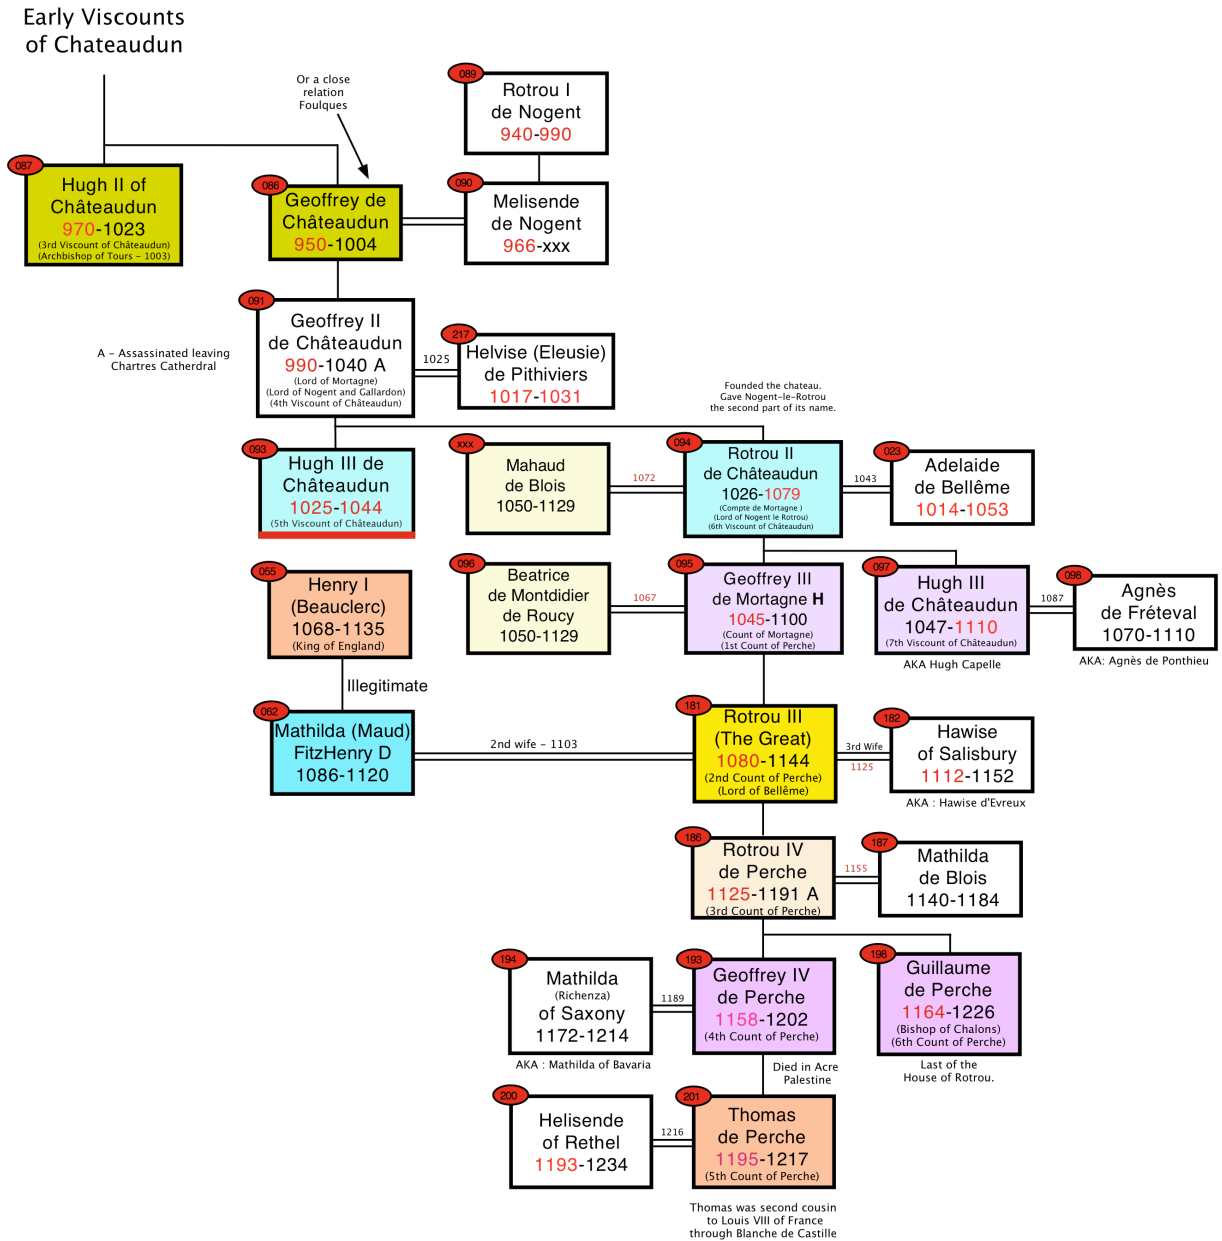 Early Viscounts
of Chateaudun
Or a close
relation
Foulques
089
Rotrou I
de Nogent
940-990
087
Hugh II of
Châteaudun
970-1023
(3rd Viscount of Châteaudun)
(Archbishop of Tours - 1003)
086
Geoffrey de
Châteaudun
950-1004
090
Melisende
de Nogent
966-xxx
A - Assassinated leaving
Chartres Catherdral
091
Geoffrey II
de Châteaudun
990-1040 A
(Lord of Mortagne)
(Lord of Nogent and Gallardon)
(4th Viscount of Châteaudun)
1025
217
Helvise (Eleusie)
de Pithiviers
1017-1031
Founded the chateau.
Gave Nogent-le-Rotrou
the second part of its name.
093
Hugh III de
Châteaudun
1025-1044
(5th Viscount of Châteaudun)
xxx
Mahaud
de Blois
1050-1129
1072
094
Rotrou II
de Châteaudun
1026-1079
(Compte de Mortagne )
(Lord of Nogent le Rotrou)
(6th Viscount of Châteaudun)
1043
023
Adelaide
de Bellême
1014-1053
055
Henry I
(Beauclerc)
1068-1135
(King of England)
Illegitimate
096
Beatrice
de Montdidier
de Roucy
1050-1129
1067
095
Geoffrey III
de Mortagne H
1045-1100
(Count of Mortagne)
(1st Count of Perche)
097
Hugh III
de Châteaudun
1047-1110
(7th Viscount of Châteaudun)
AKA Hugh Capelle
1087
098
Agnès
de Fréteval
1070-1110
AKA: Agnès de Ponthieu
062
Mathilda (Maud)
FitzHenry D
1086-1120
2nd wife - 1103
181
Rotrou III
(The Great)
1080-1144
(2nd Count of Perche)
(Lord of Bellême)
3rd Wife
1125
182
Hawise
of Salisbury
1112-1152
AKA : Hawise d'Evreux
186
Rotrou IV
de Perche
1125-1191 A
(3rd Count of Perche)
1155
187
Mathilda
de Blois
1140-1184
194
Mathilda
(Richenza)
of Saxony
1172-1214
AKA : Mathilda of Bavaria
1189
193
Geoffrey IV
de Perche
1158-1202
(4th Count of Perche)
Died in Acre
Palestine
198
Guillaume
de Perche
1164-1226
(Bishop of Chalons)
(6th Count of Perche)
Last of the
House of Rotrou.
200
Helisende
of Rethel
1193-1234
1216
201
Thomas
de Perche
1195-1217
(5th Count of Perche)
Thomas was second cousin
to Louis VIII of France
through Blanche de Castille